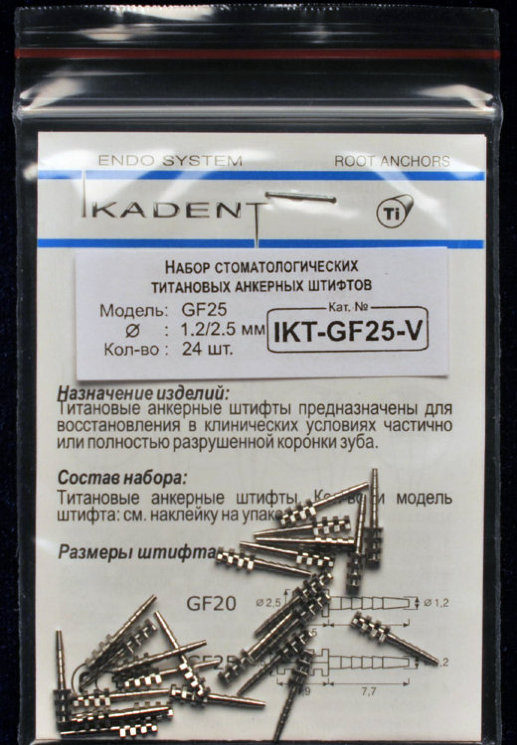 ENDO SYSTEM ROOT ANCHORS
IKADENT Ti
НАБОР СТОМАТОЛОГИЧЕСКИХ
ТИТАНОВЫХ АНКЕРНЫХ ШТИФТОВ
Модель: GF25
Ø : 1.2/2.5 мм
Кол-во : 24 шт.
Кат. №
IKT-GF25-V
Назначение изделий:
Титановые анкерные штифты предназначены для
восстановления в клинических условиях частично
или полностью разрушенной коронки зуба.
Состав набора:
Титановые анкерные штифты. и модель
штифта: см. наклейку на
Размеры штифта
GF20 Ø 2,5 Ø 1,2
7,7